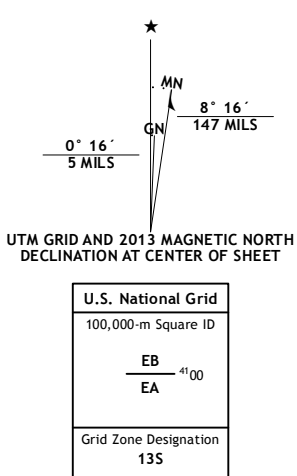 ★
MN
8° 16´
147 MILS
GN
0° 16´
5 MILS
UTM GRID AND 2013 MAGNETIC NORTH
DECLINATION AT CENTER OF SHEET
U.S. National Grid
100,000-m Square ID
EB
4100
EA
Grid Zone Designation
13S